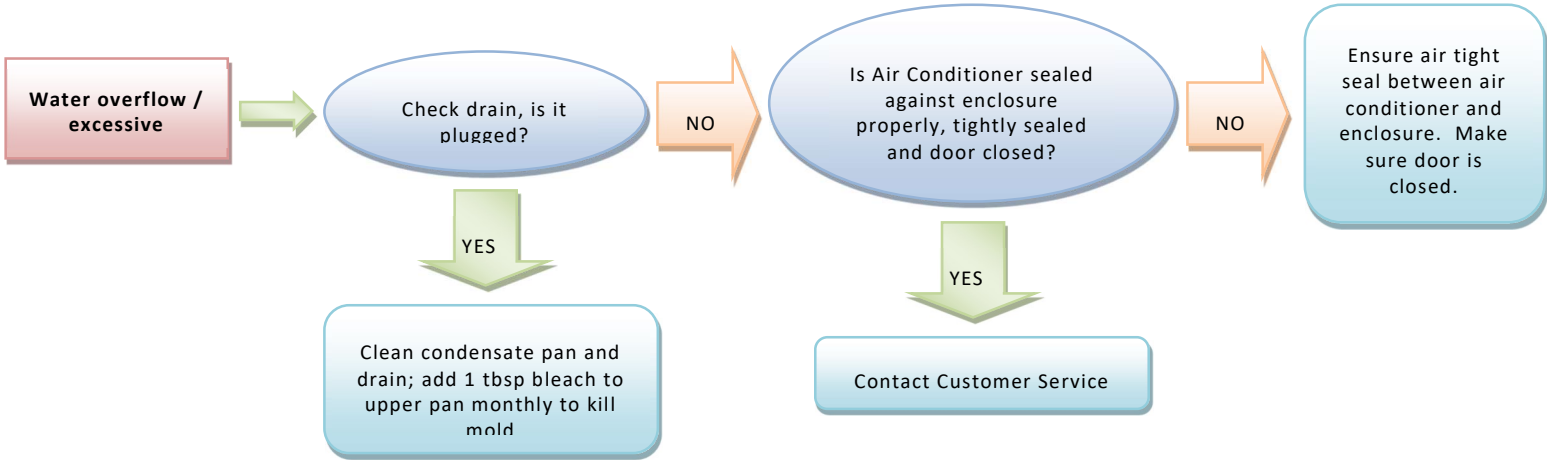 Water overflow /
excessive
Check drain, is it
plugged?
NO
Is Air Conditioner sealed
against enclosure
properly, tightly sealed
and door closed?
NO
Ensure air tight
seal between air
conditioner and
enclosure.  Make
sure door is
closed.
YES
Clean condensate pan and
drain; add 1 tbsp bleach to
upper pan monthly to kill
mold
YES
Contact Customer Service